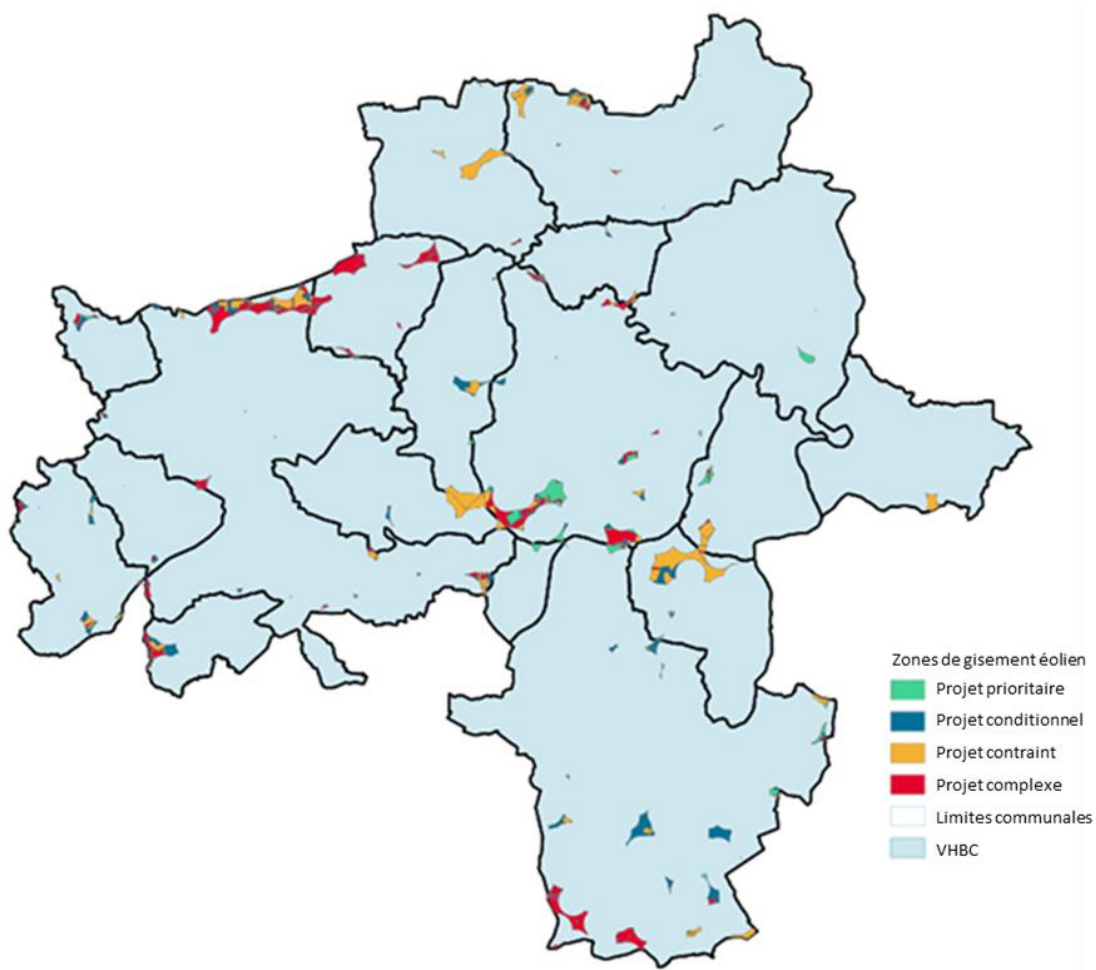 Zones de gisement éolien
Projet prioritaire
Projet conditionnel
Projet contraint
Projet complexe
Limites communales
VHBC